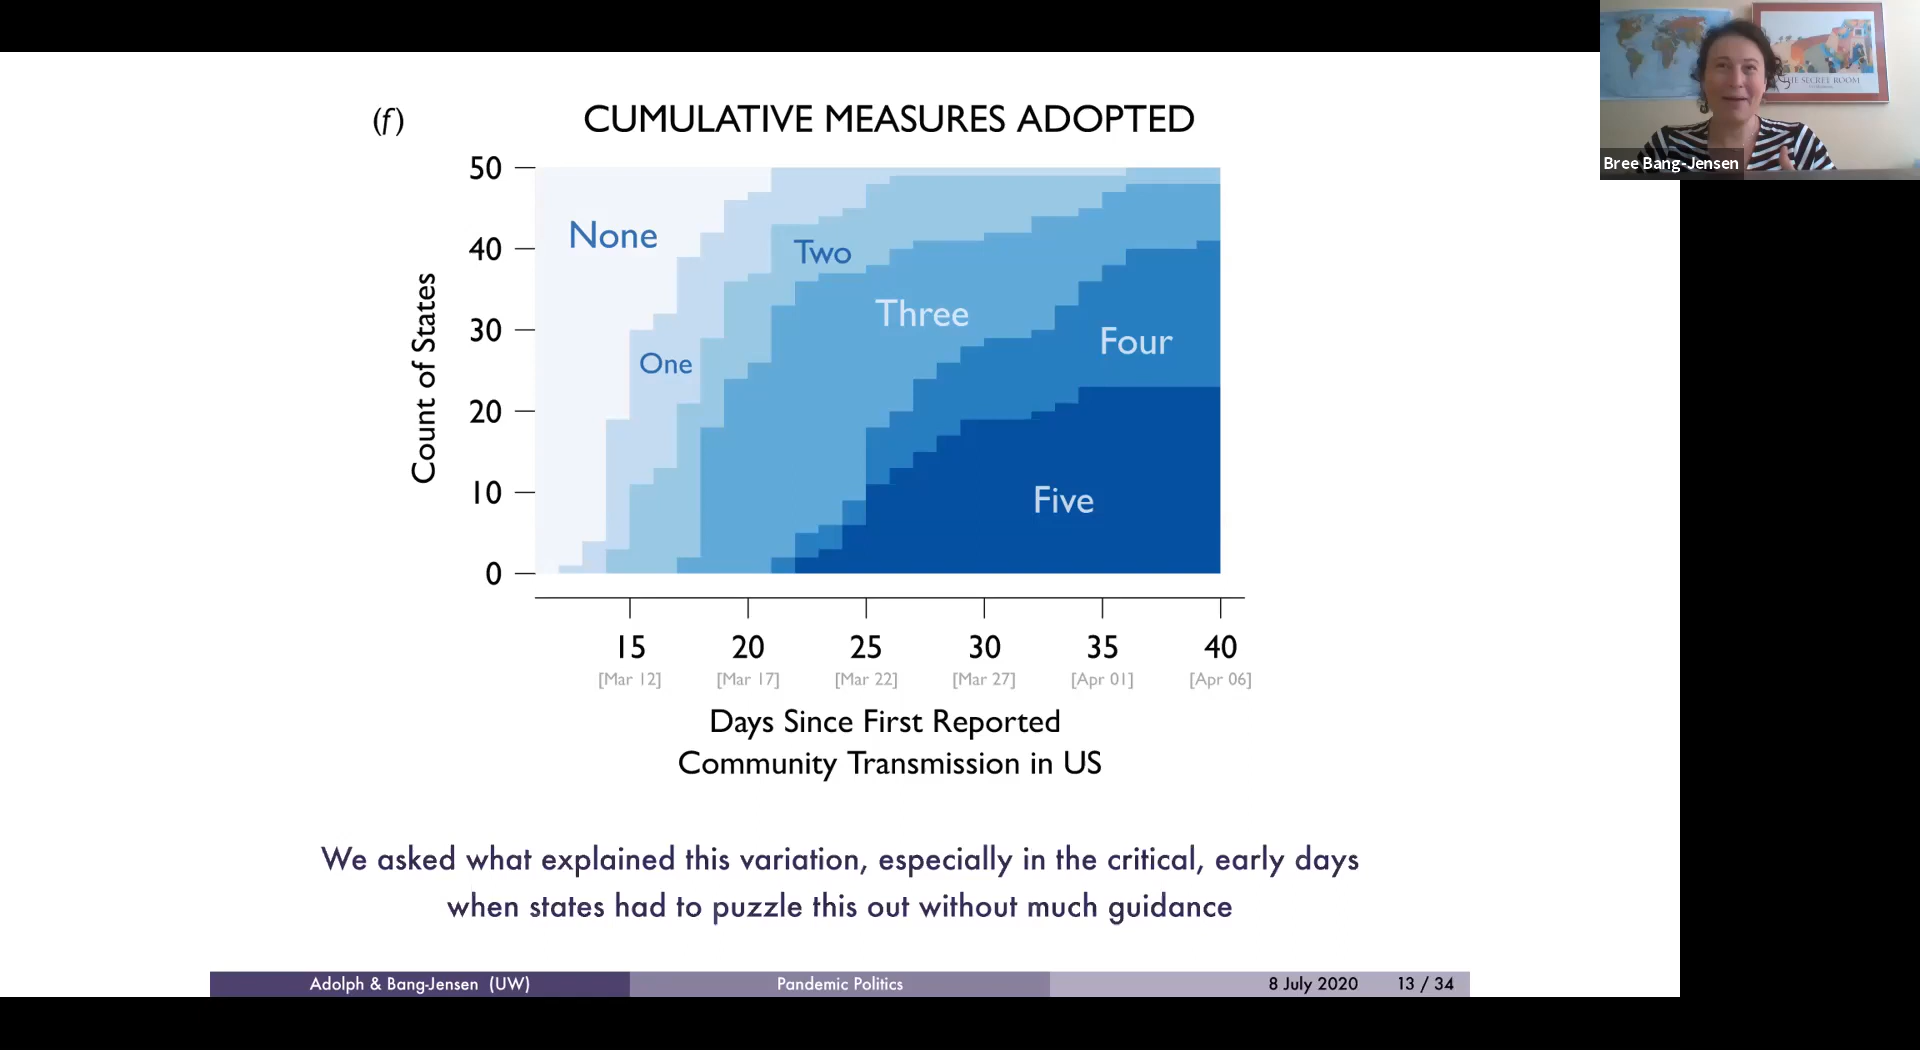 (f)
CUMULATIVE MEASURES ADOPTED
Count of States
50
40
30
20
10
0
None
One
Two
Three
Four
Five
15 20 25 30 35 40
[Mar 12] [Mar 17] [Mar 22] [Mar 27] [Apr 01] [Apr 06]
Days Since First Reported
Community Transmission in US
We asked what explained this variation, especially in the critical, early days
when states had to puzzle this out without much guidance
Adolph & Bang-Jensen (UW) Pandemic Politics 8 July 2020 13 / 34
THE SECRET ROOM
Bree Bang-Jensen